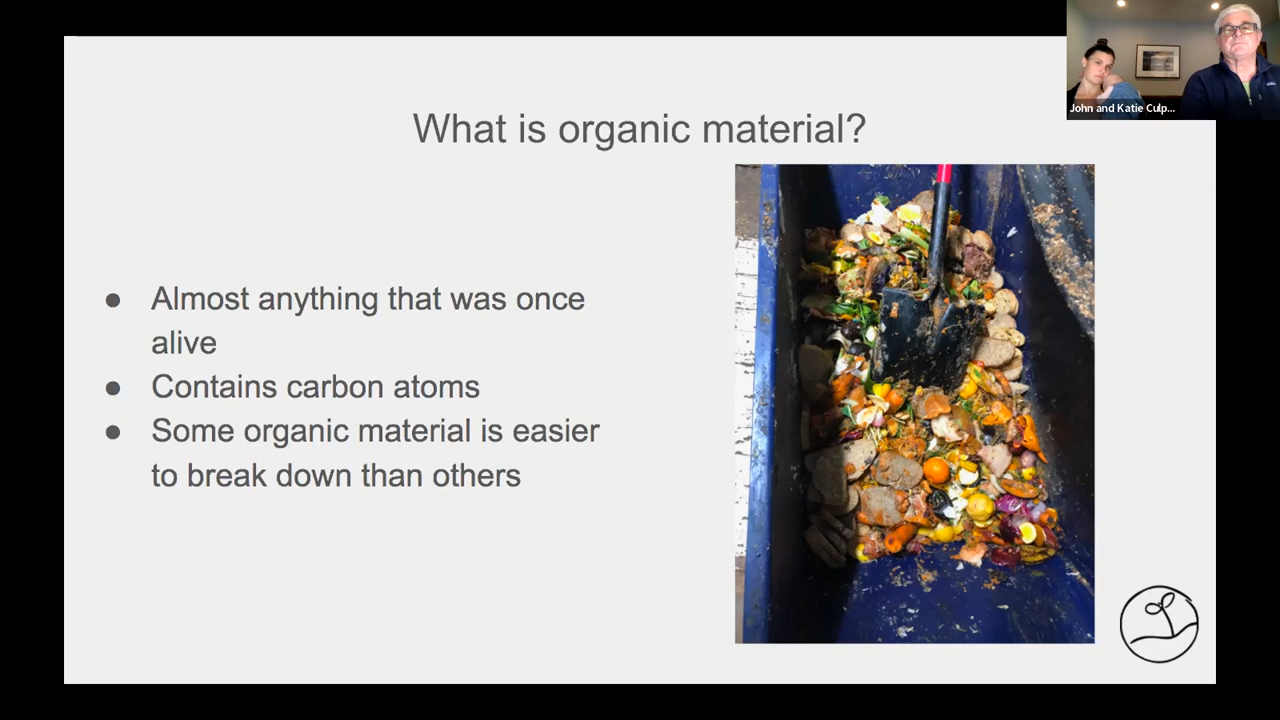 What is organic material?
● Almost anything that was once
alive
● Contains carbon atoms
● Some organic material is easier
to break down than others
John and Katie Culp...